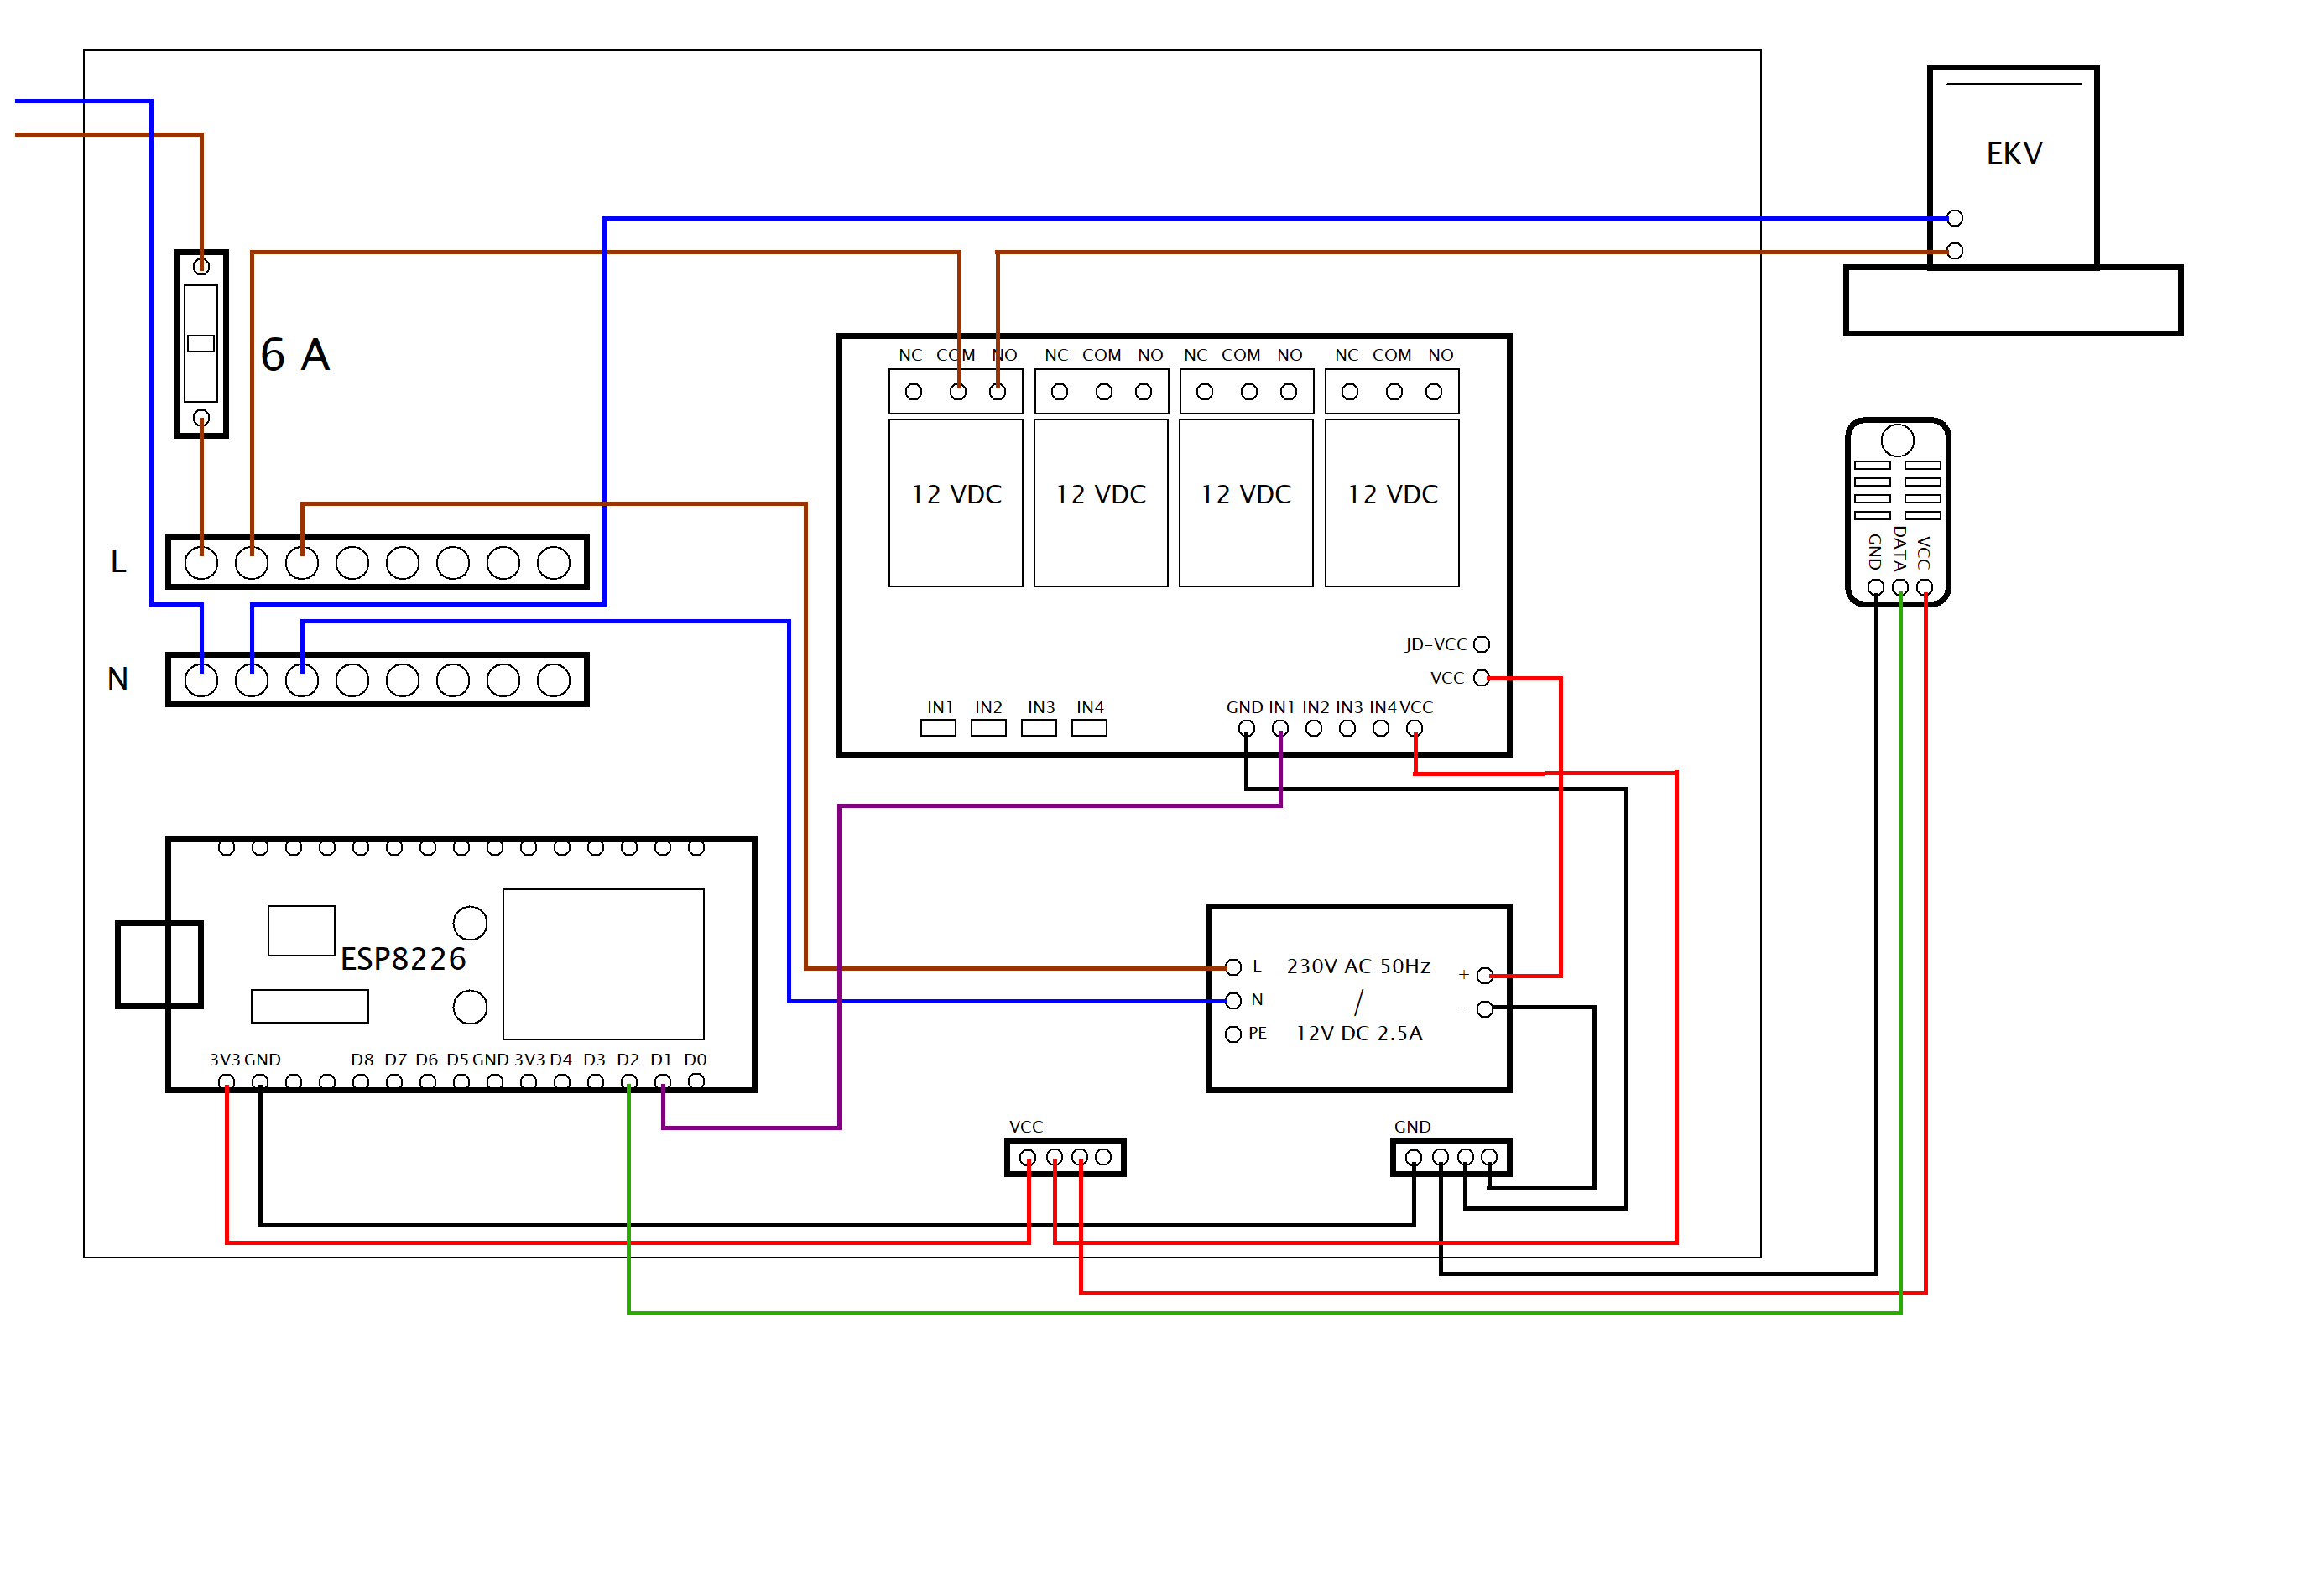 EKV
6 A
NC COM NO NC COM NO NC COM NO NC COM NO
12 VDC 12 VDC 12 VDC 12 VDC
L
N
GND DATA VCC
JD-VCC
VCC
IN1 IN2 IN3 IN4
GND IN1 IN2 IN3 IN4 VCC
ESP8226
3V3 GND D8 D7 D6 D5 GND 3V3 D4 D3 D2 D1 D0
L 230V AC 50Hz +
N / -
PE 12V DC 2.5A
VCC
GND